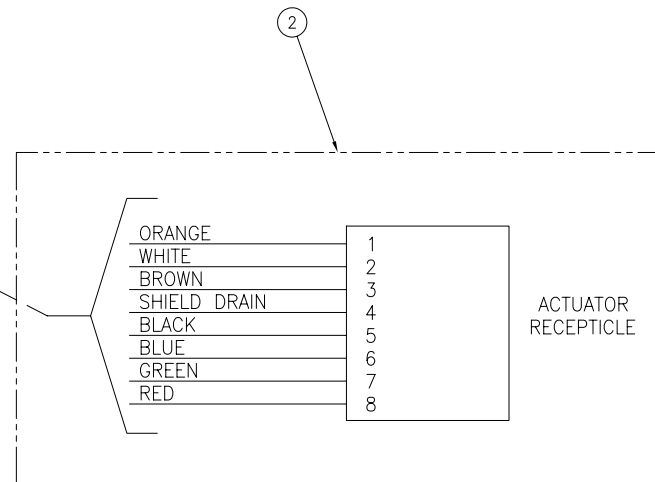 2
ORANGE 1
WHITE 2
BROWN 3
SHIELD DRAIN 4
BLACK 5
BLUE 6
GREEN 7
RED 8
ACTUATOR
RECEPTICLE